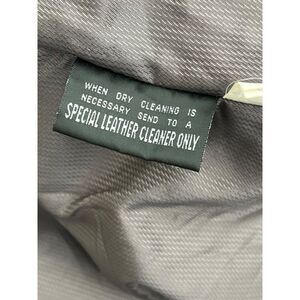 WHEN DRY CLEANING IS
NECESSARY SEND TO A
SPECIAL LEATHER CLEANER ONLY